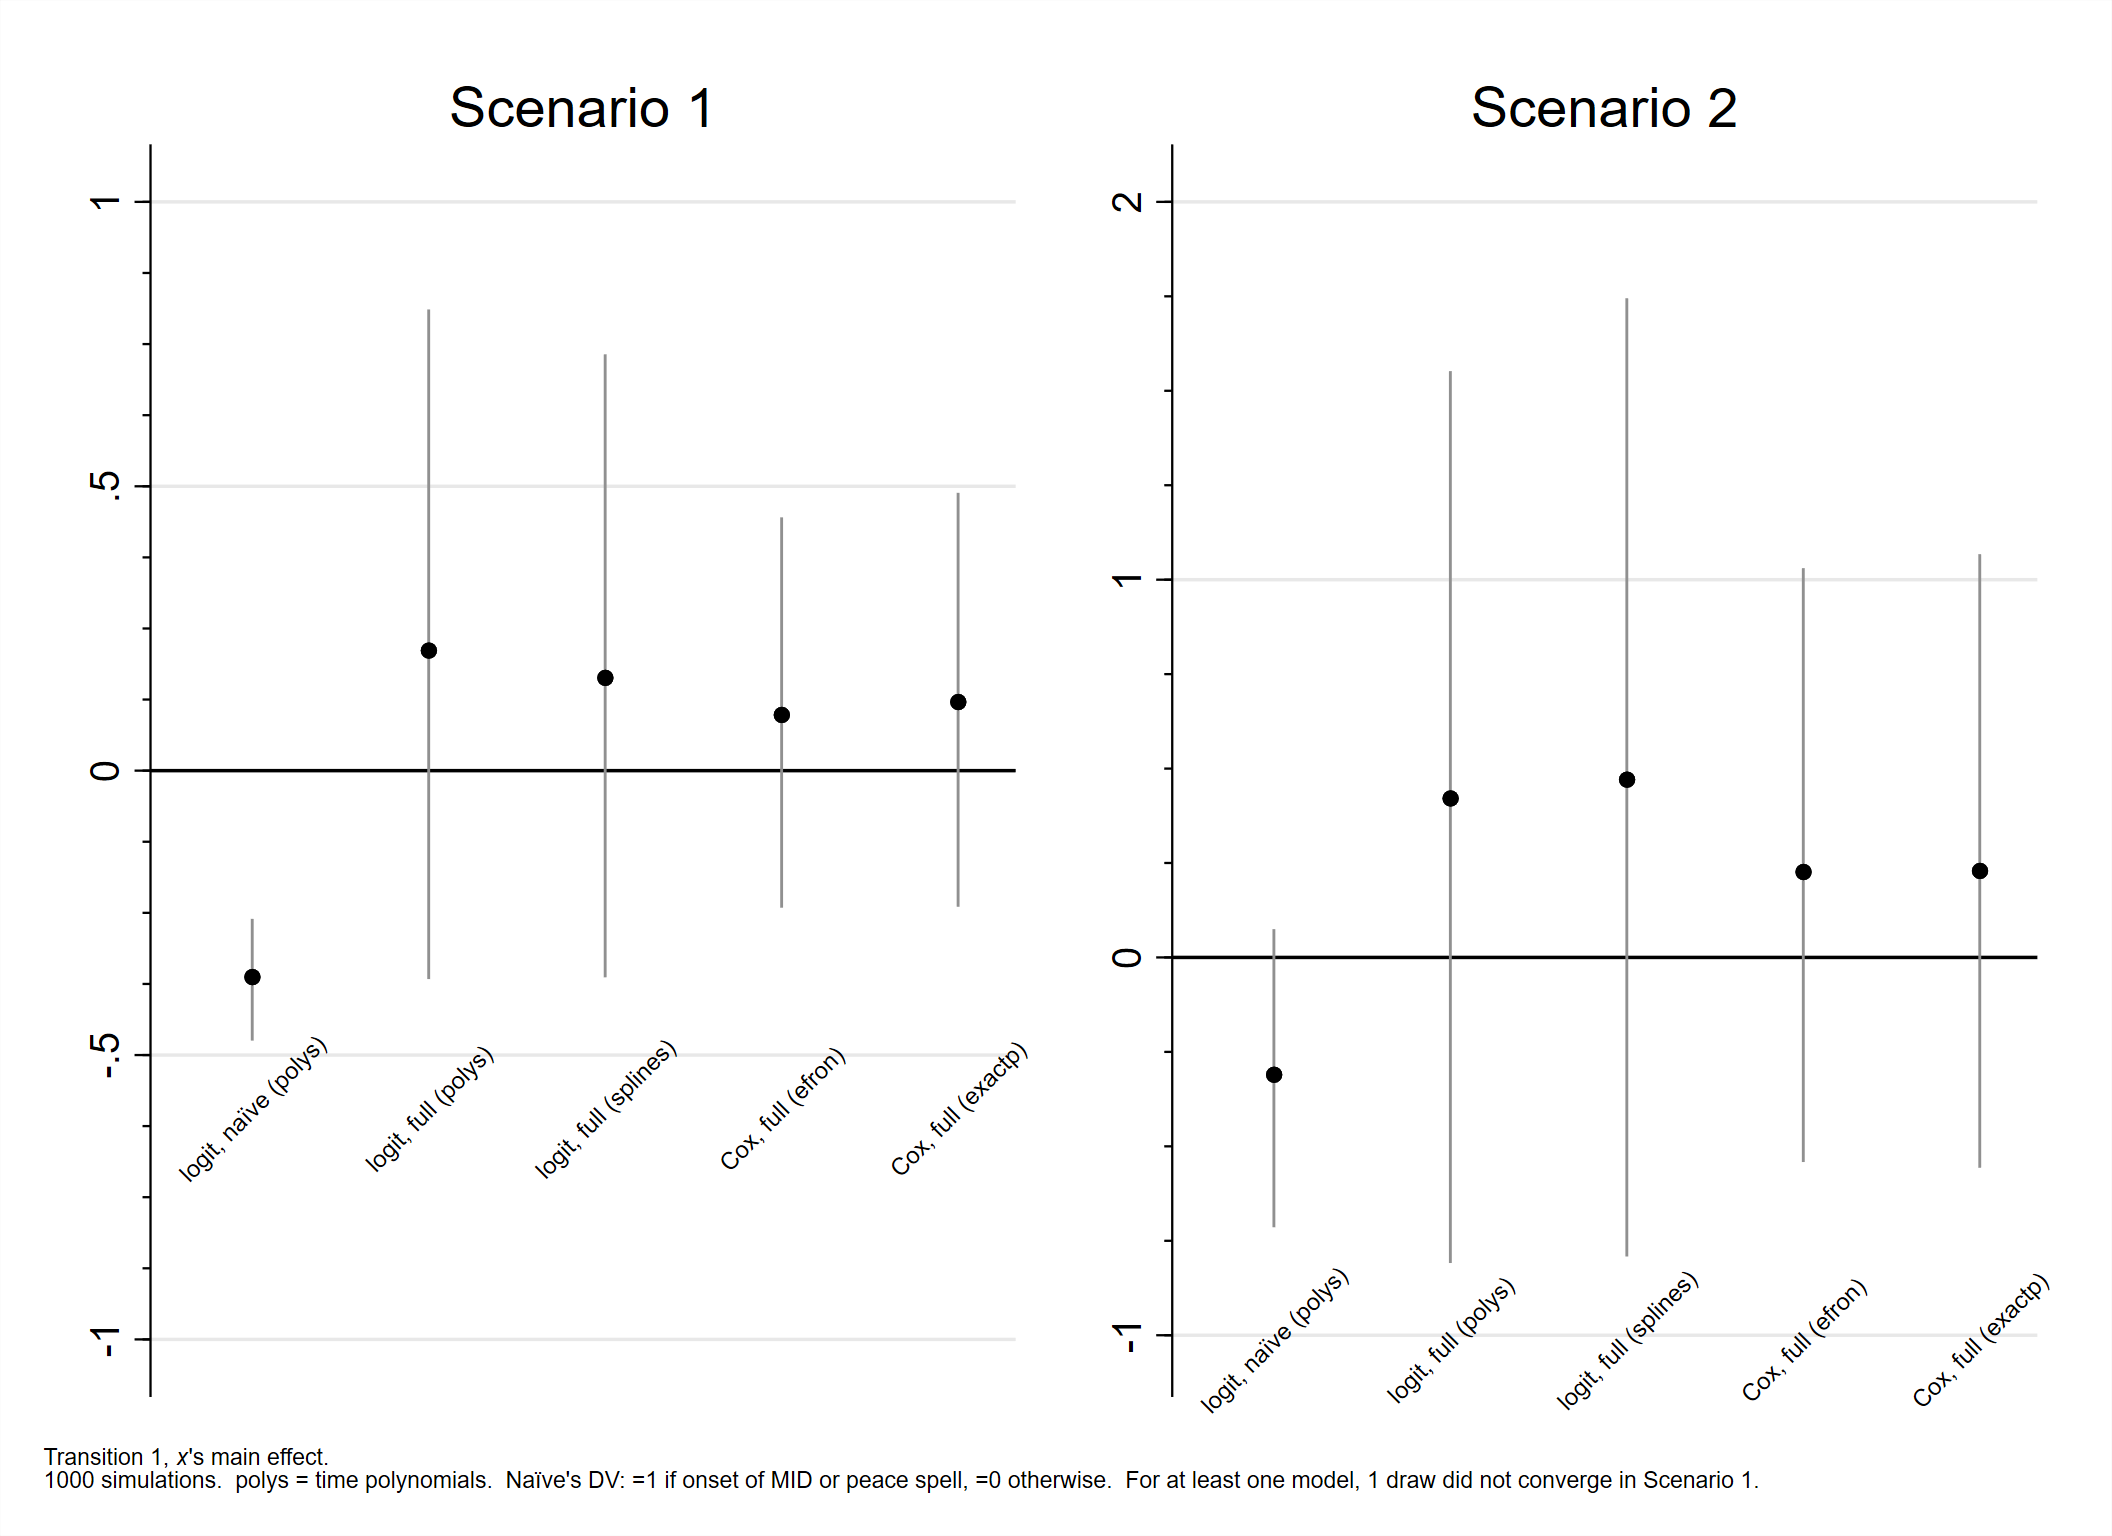 Scenario 1
1
.5
0
-.5
-1
logit, naïve (polys)
logit, full (polys)
logit, full (splines)
Cox, full (efron)
Cox, full (exactp)
Scenario 2
2
1
0
-1
logit, naïve (polys)
logit, full (polys)
logit, full (splines)
Cox, full (efron)
Cox, full (exactp)
Transition 1, x's main effect.
1000 simulations.  polys = time polynomials.  Naïve's DV: =1 if onset of MID or peace spell, =0 otherwise.  For at least one model, 1 draw did not converge in Scenario 1.